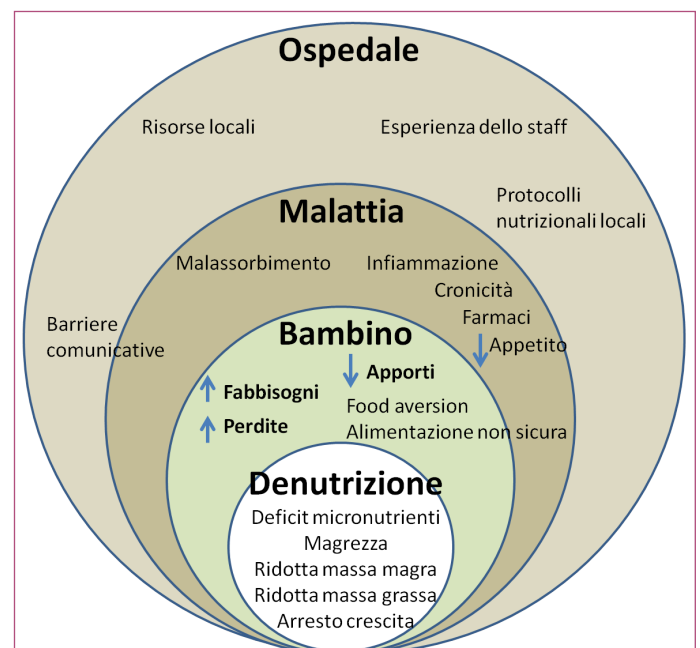 Ospedale
Risorse locali
Esperienza dello staff
Protocolli
nutrizionali locali
Malattia
Malassorbimento
Infiammazione
Cronicità
Farmaci
Appetito
Barriere
comunicative
Bambino
Apporti
Fabbisogni
Perdite
Food aversion
Alimentazione non sicura
Denutrizione
Deficit micronutrienti
Magrezza
Ridotta massa magra
Ridotta massa grassa
Arresto crescita